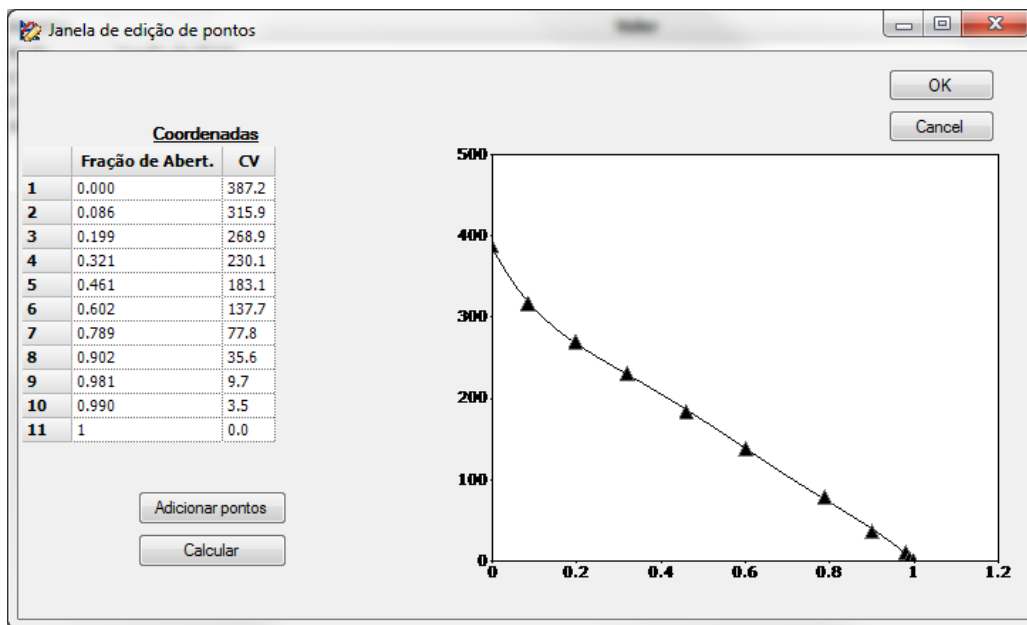 Janela de edição de pontos
OK
Cancel
Coordenadas
Fração de Abert. CV
1 0.000 387.2
2 0.086 315.9
3 0.199 268.9
4 0.321 230.1
5 0.461 183.1
6 0.602 137.7
7 0.789 77.8
8 0.902 35.6
9 0.981 9.7
10 0.990 3.5
11 1 0.0
Adicionar pontos
Calcular
500
400
300
200
100
0
0 0.2 0.4 0.6 0.8 1 1.2